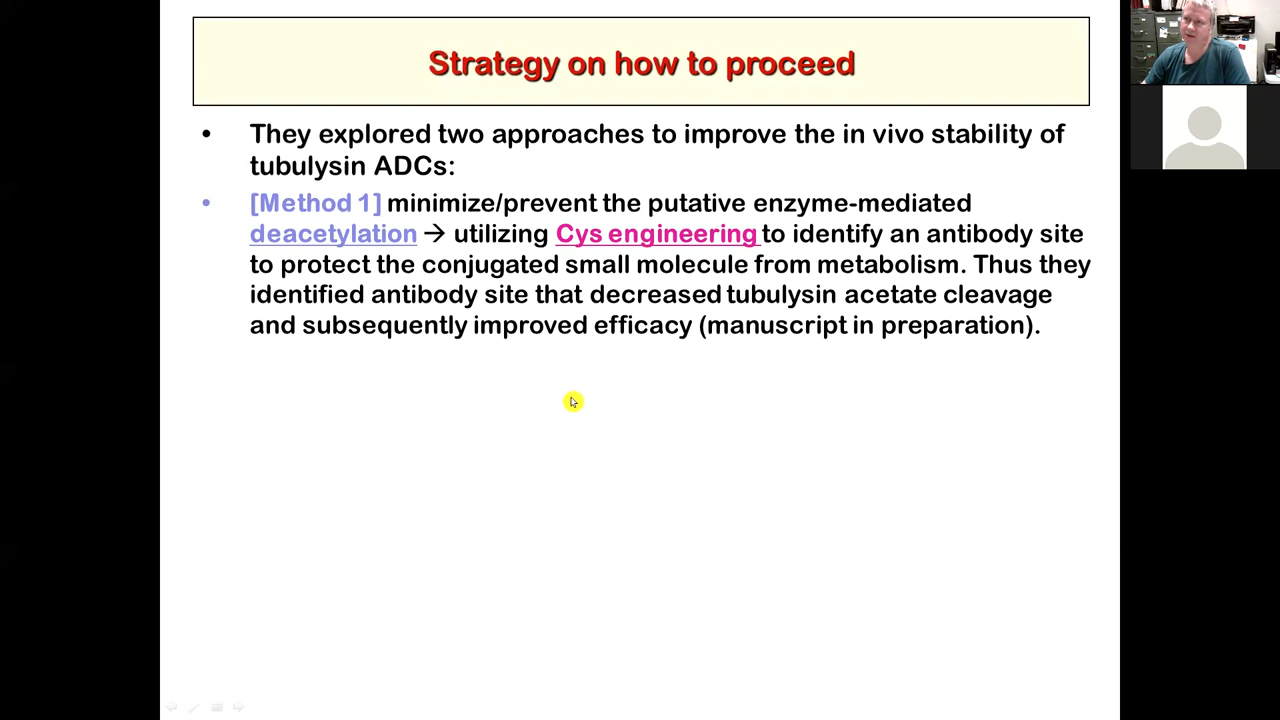 Strategy on how to proceed
• They explored two approaches to improve the in vivo stability of
tubulysin ADCs:
• [Method 1] minimize/prevent the putative enzyme-mediated
deacetylation → utilizing Cys engineering to identify an antibody site
to protect the conjugated small molecule from metabolism. Thus they
identified antibody site that decreased tubulysin acetate cleavage
and subsequently improved efficacy (manuscript in preparation).